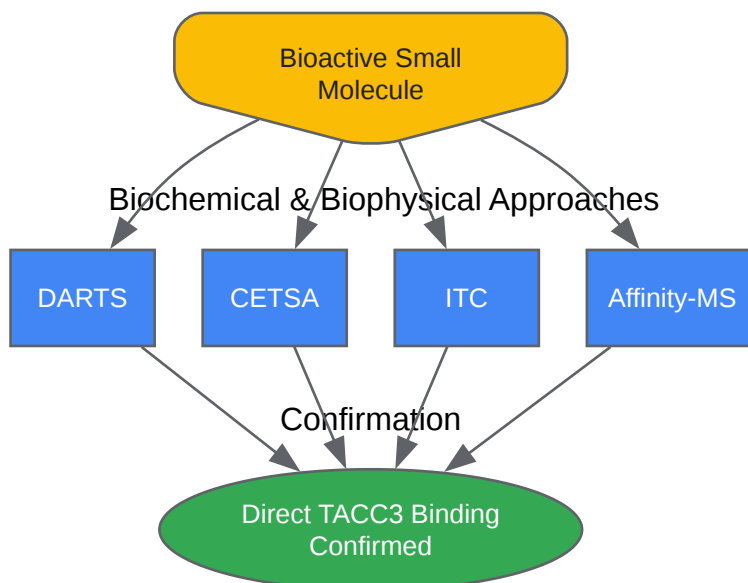 Bioactive Small
Molecule
Biochemical & Biophysical Approaches
DARTS
CETSA
ITC
Affinity-MS
Confirmation
Direct TACC3 Binding
Confirmed